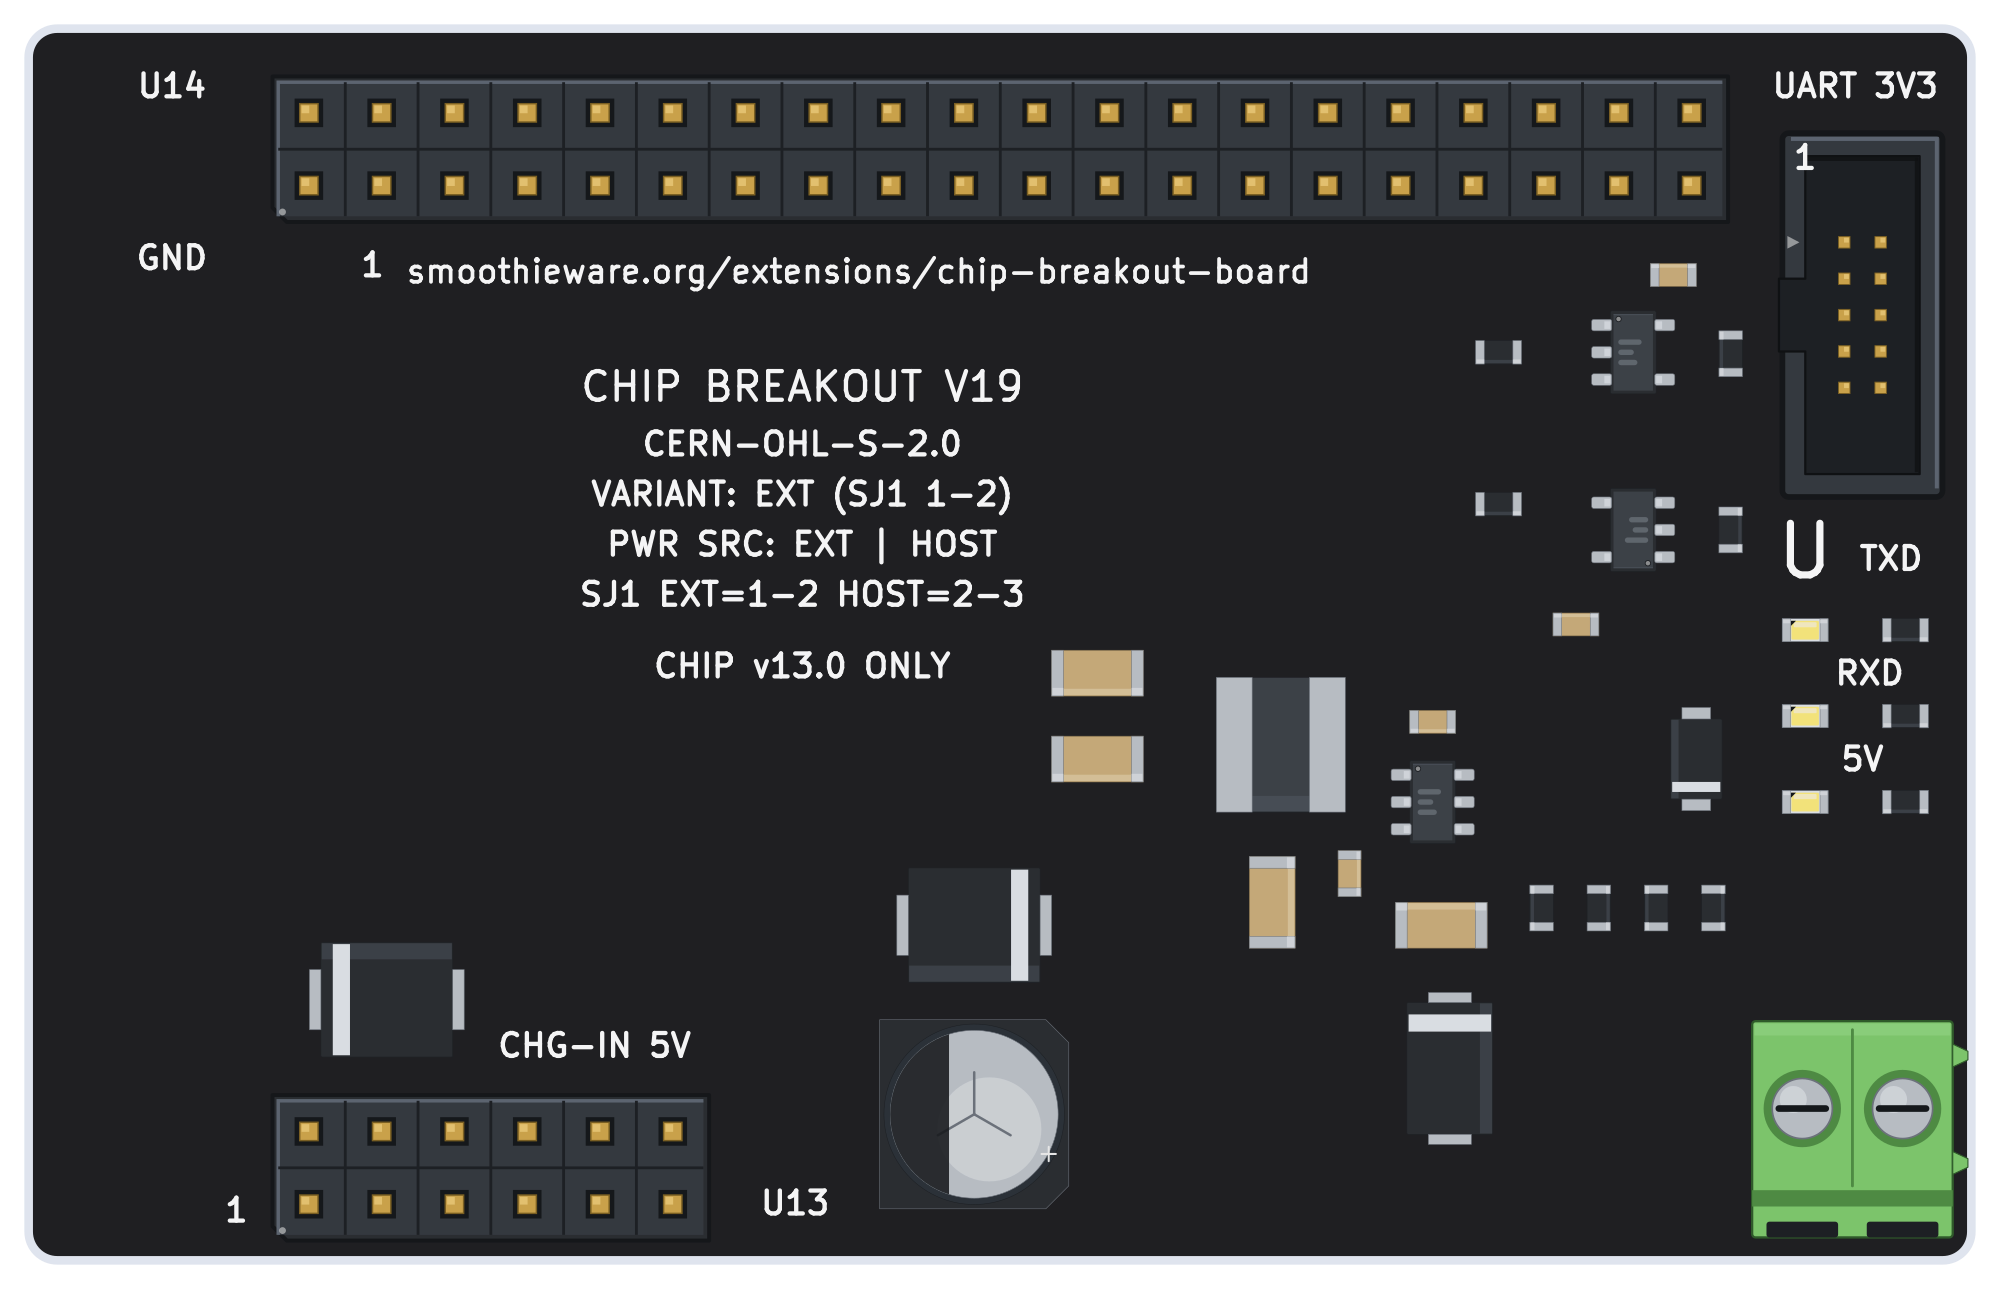 U14
UART 3V3
1
GND
1
smoothieware.org/extensions/chip-breakout-board
CHIP BREAKOUT V19
CERN-OHL-S-2.0
VARIANT: EXT (SJ1 1-2)
PWR SRC: EXT | HOST
SJ1 EXT=1-2 HOST=2-3
CHIP v13.0 ONLY
U
TXD
RXD
5V
CHG-IN 5V
1
U13